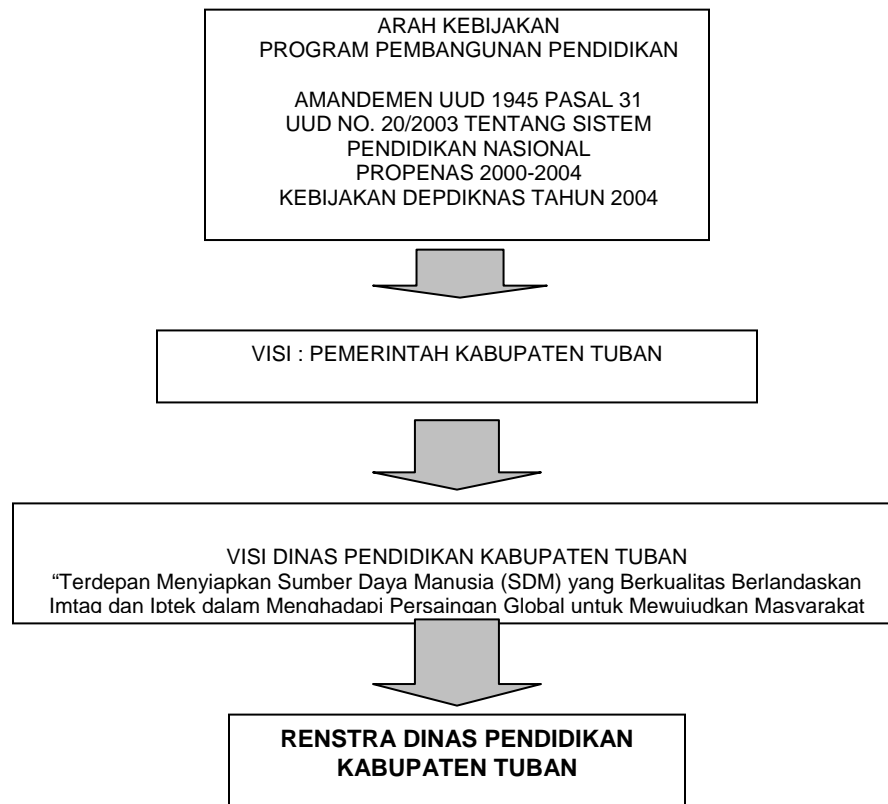 ARAH KEBIJAKAN
PROGRAM PEMBANGUNAN PENDIDIKAN
AMANDEMEN UUD 1945 PASAL 31
UUD NO. 20/2003 TENTANG SISTEM
PENDIDIKAN NASIONAL
PROPENAS 2000-2004
KEBIJAKAN DEPDIKNAS TAHUN 2004
VISI : PEMERINTAH KABUPATEN TUBAN
VISI DINAS PENDIDIKAN KABUPATEN TUBAN
“Terdepan Menyiapkan Sumber Daya Manusia (SDM) yang Berkualitas Berlandaskan
Imtaq dan Iptek dalam Menghadapi Persaingan Global untuk Mewujudkan Masyarakat
RENSTRA DINAS PENDIDIKAN
KABUPATEN TUBAN